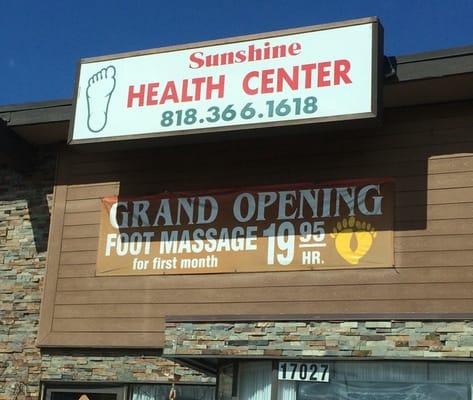 Sunshine
HEALTH CENTER
818.366.1618
GRAND OPENING
FOOT MASSAGE 19 95
for first month HR.
17027